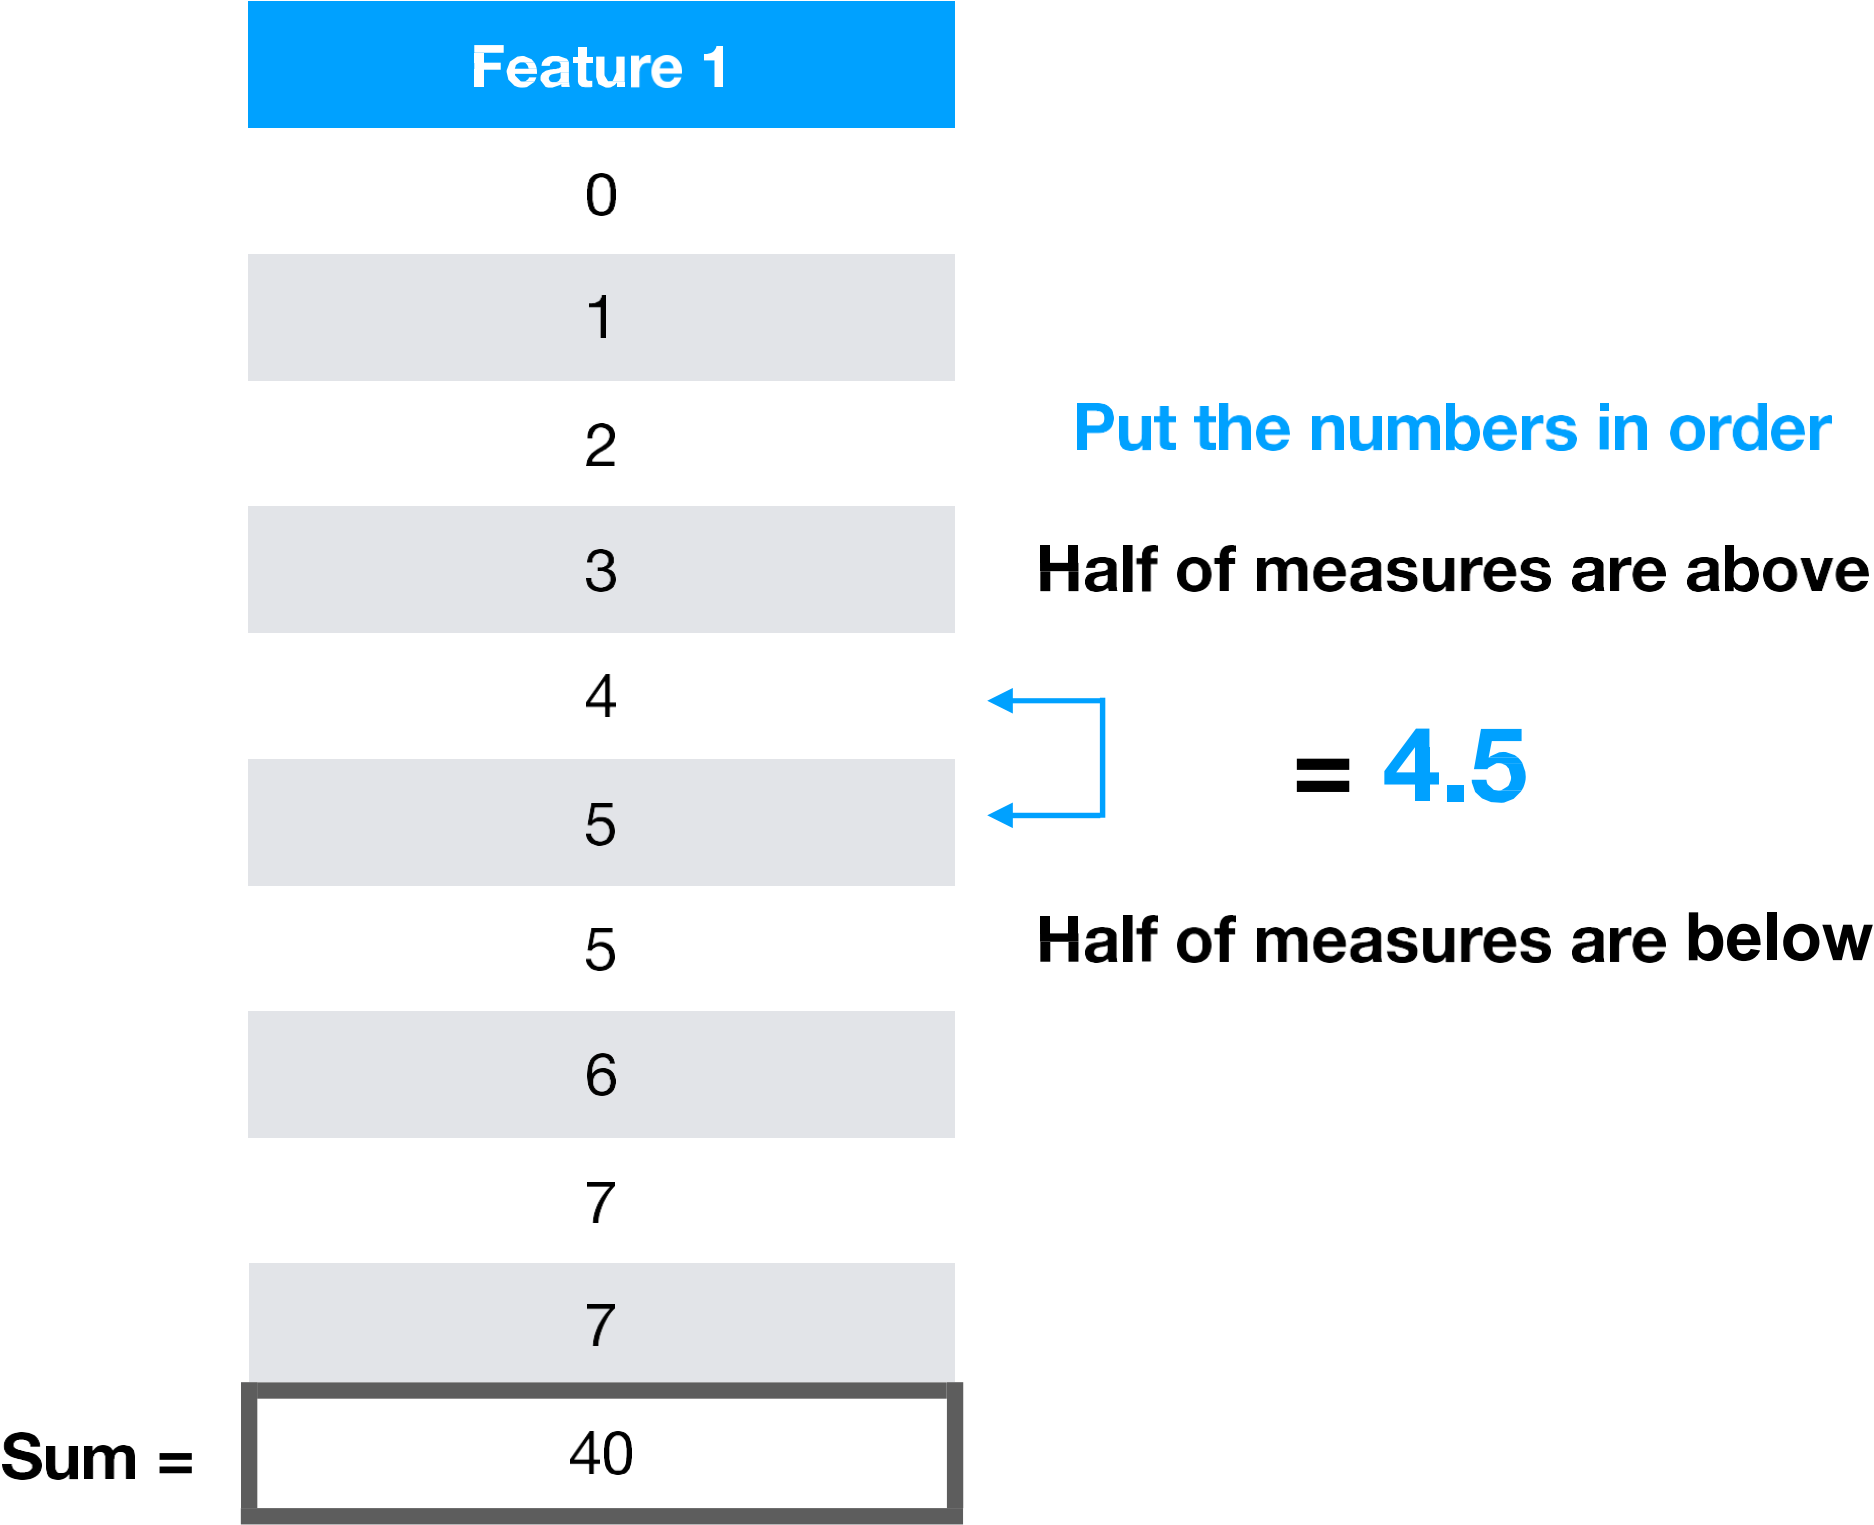 Feature 1
0
1
2
Put the numbers in order
3
Half of measures are above
4
= 4.5
5
5
Half of measures are below
6
7
7
Sum = 40